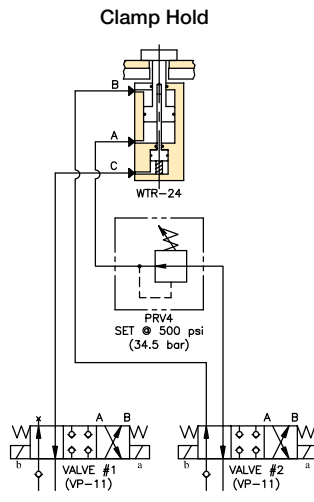 Clamp Hold
B
A
C
WTR-24
PRV4
SET @ 500 psi
(34.5 bar)
A B
A B
b a
b a
VALVE #1
(VP-11)
VALVE #2
(VP-11)